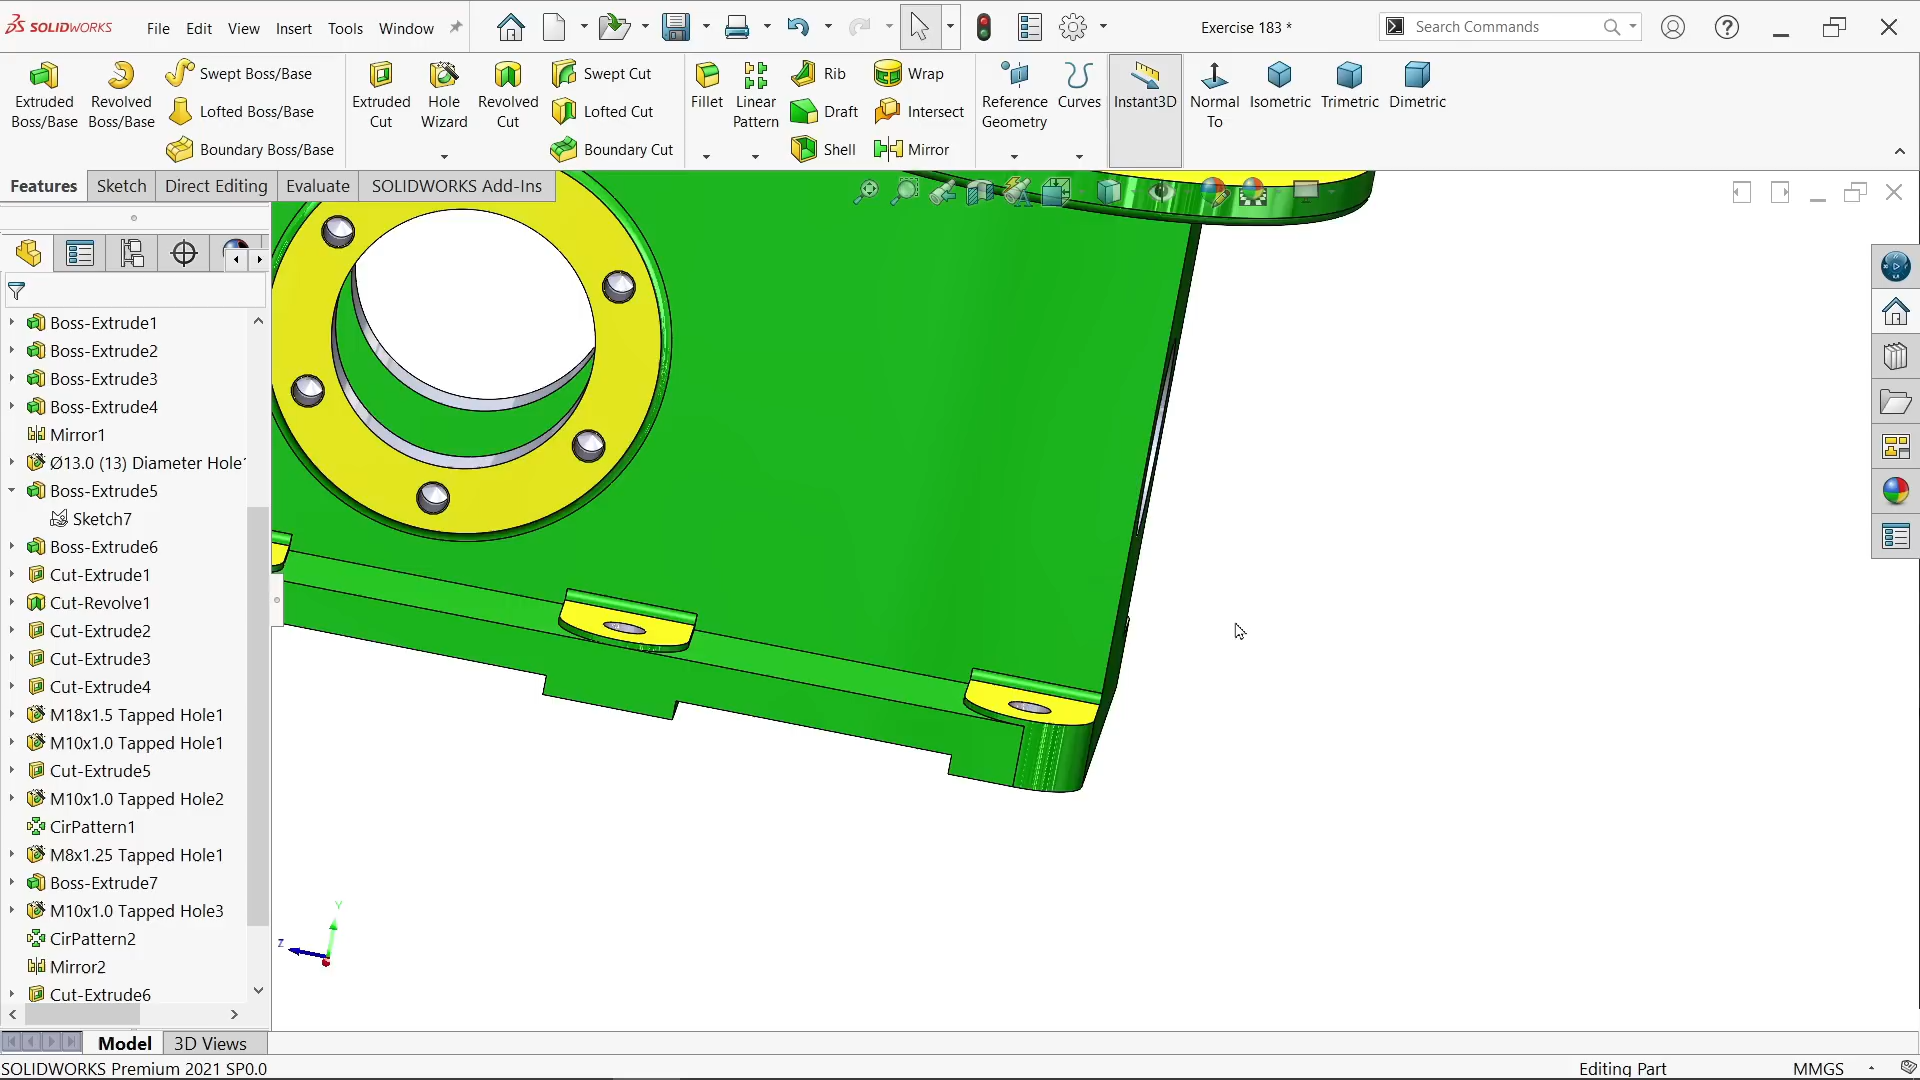 SOLIDWORKS File Edit View Insert Tools Window Exercise 183 * Search Commands
Extruded Boss/Base
Revolved Boss/Base
Swept Boss/Base
Lofted Boss/Base
Boundary Boss/Base
Extruded Cut
Hole Wizard
Revolved Cut
Swept Cut
Lofted Cut
Boundary Cut
Fillet
Linear Pattern
Rib
Draft
Shell
Wrap
Intersect
Mirror
Reference Geometry
Curves
Instant3D
Normal To
Isometric
Trimetric
Dimetric
Features Sketch Direct Editing Evaluate SOLIDWORKS Add-Ins
Boss-Extrude1
Boss-Extrude2
Boss-Extrude3
Boss-Extrude4
Mirror1
Ø13.0 (13) Diameter Hole1
Boss-Extrude5
Sketch7
Boss-Extrude6
Cut-Extrude1
Cut-Revolve1
Cut-Extrude2
Cut-Extrude3
Cut-Extrude4
M18x1.5 Tapped Hole1
M10x1.0 Tapped Hole1
Cut-Extrude5
M10x1.0 Tapped Hole2
CirPattern1
M8x1.25 Tapped Hole1
Boss-Extrude7
M10x1.0 Tapped Hole3
CirPattern2
Mirror2
Cut-Extrude6
Y
Z
Model 3D Views
SOLIDWORKS Premium 2021 SP0.0 Editing Part MMGS